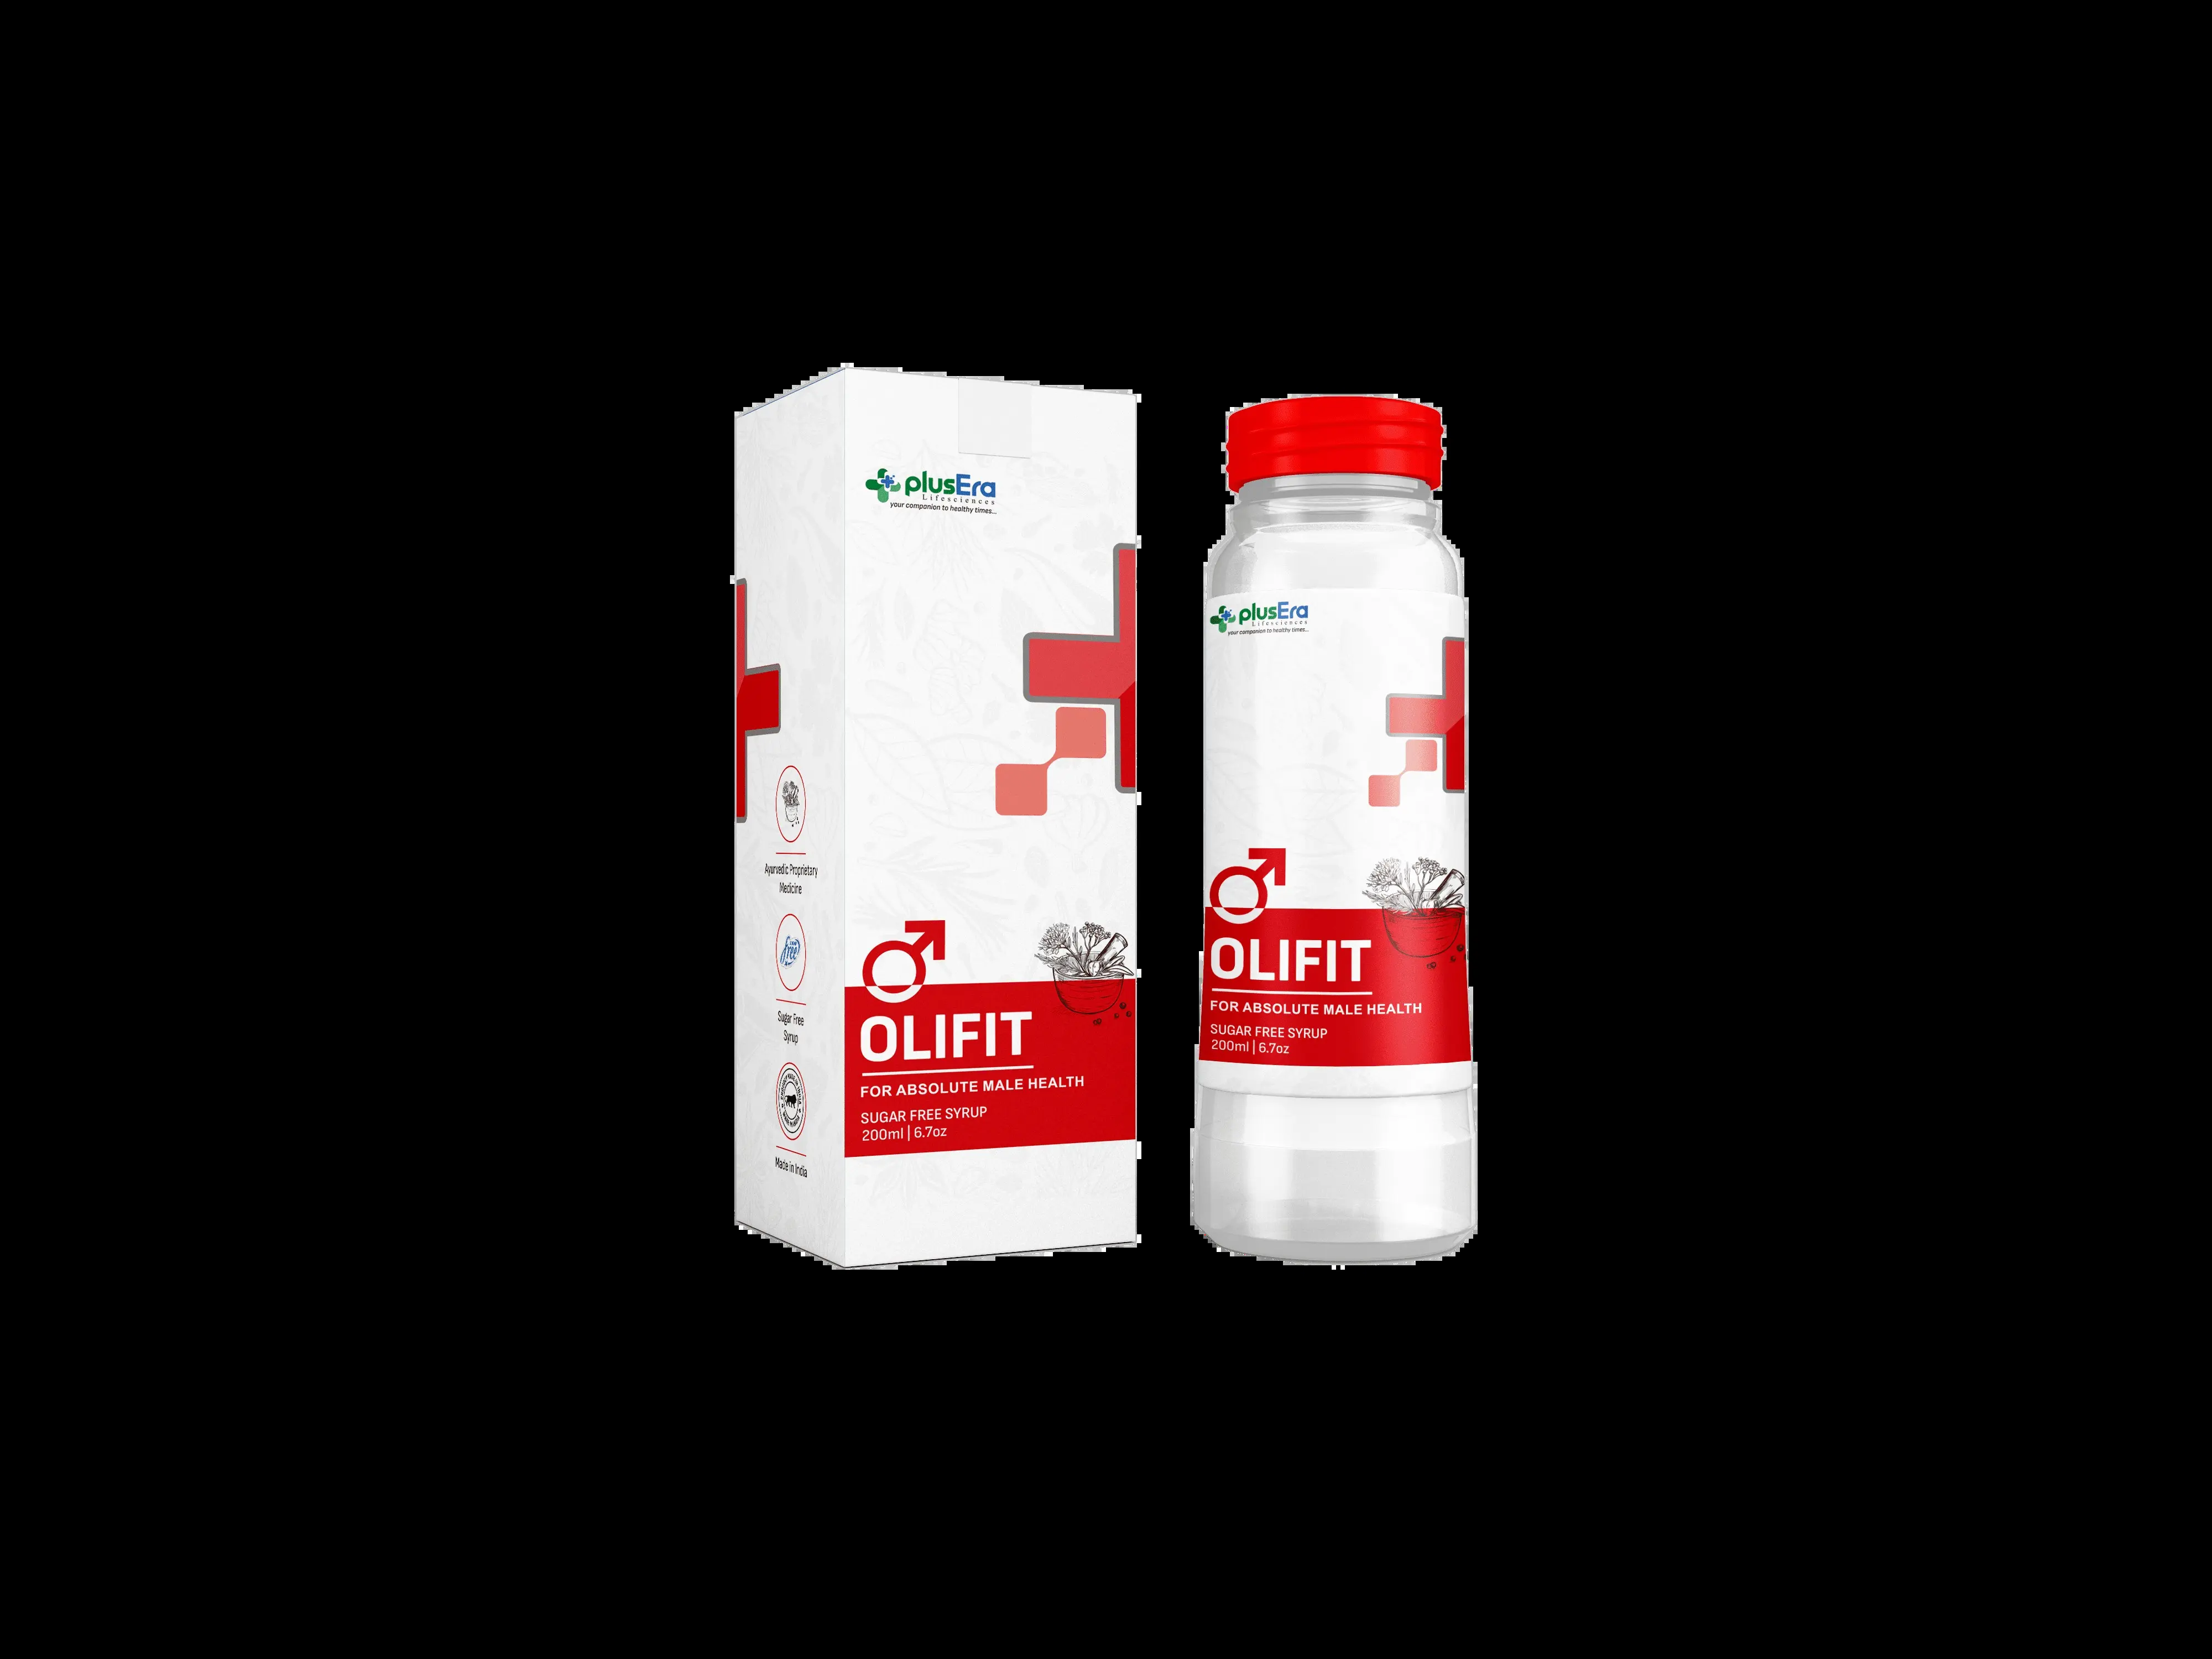 plusEra
Lifesciences
your companion to healthy times...
Ayurvedic Proprietary
Medicine
free
Sugar Free
Syrup
Made in India
OLIFIT
FOR ABSOLUTE MALE HEALTH
SUGAR FREE SYRUP
200ml | 6.7oz
plusEra
Lifesciences
your companion to healthy times...
OLIFIT
FOR ABSOLUTE MALE HEALTH
SUGAR FREE SYRUP
200ml | 6.7oz